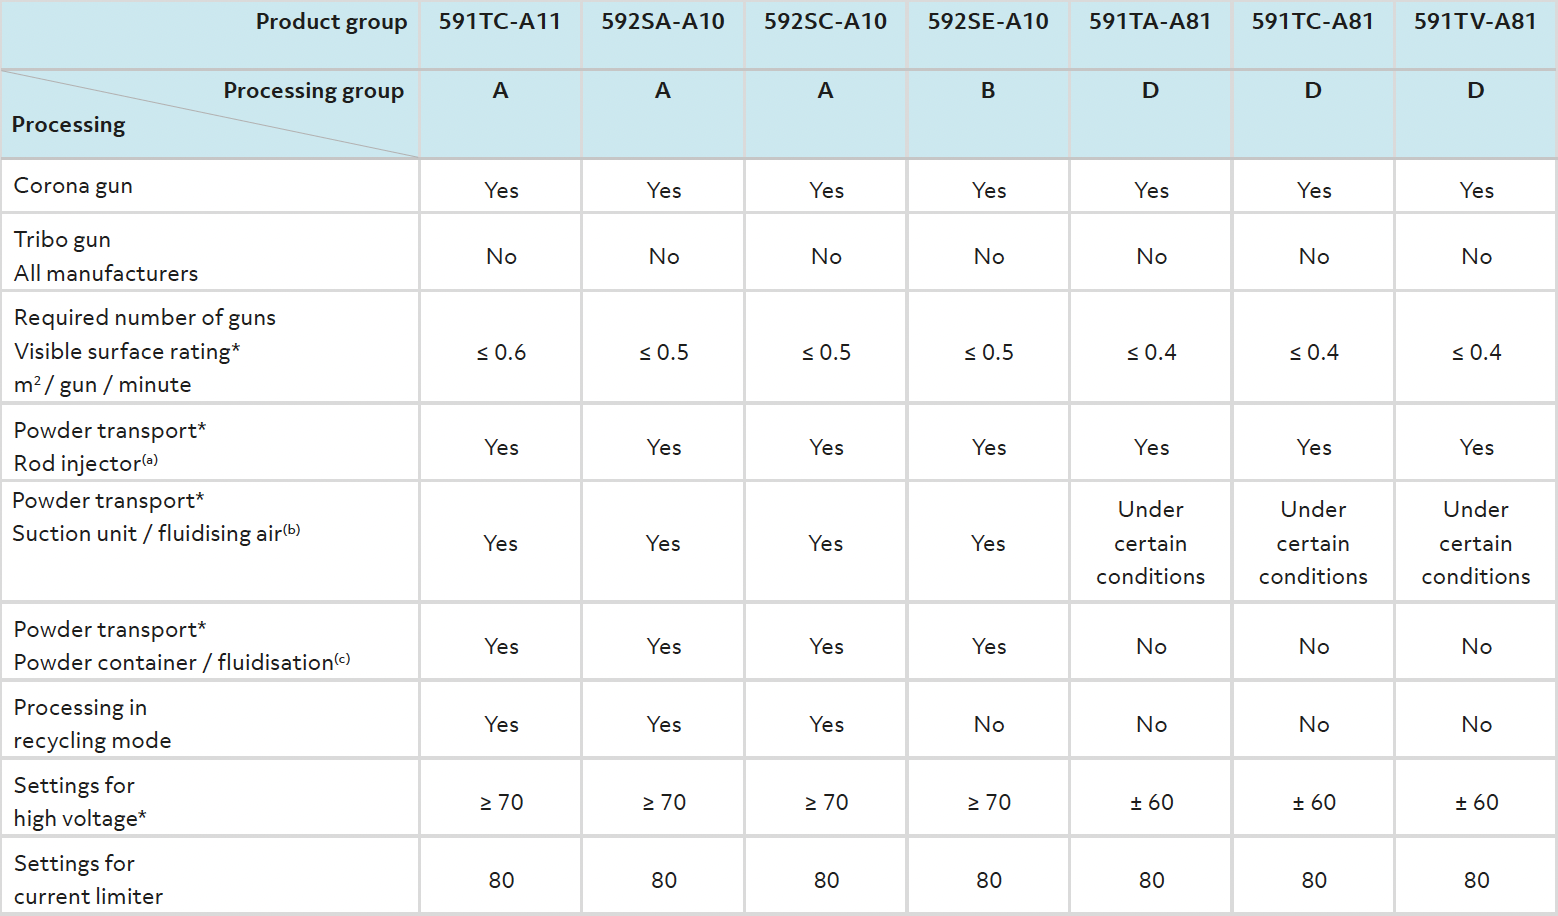 Product group 591TC-A11 592SA-A10 592SC-A10 592SE-A10 591TA-A81 591TC-A81 591TV-A81
Processing group A A A B D D D
Processing
Corona gun Yes Yes Yes Yes Yes Yes Yes
Tribo gun
All manufacturers No No No No No No No
Required number of guns
Visible surface rating* ≤ 0.6 ≤ 0.5 ≤ 0.5 ≤ 0.5 ≤ 0.4 ≤ 0.4 ≤ 0.4
m² / gun / minute
Powder transport*
Rod injector(a) Yes Yes Yes Yes Yes Yes Yes
Powder transport*
Suction unit / fluidising air(b) Yes Yes Yes Yes Under certain conditions Under certain conditions Under certain conditions
Powder transport*
Powder container / fluidisation(c) Yes Yes Yes Yes No No No
Processing in
recycling mode Yes Yes Yes No No No No
Settings for
high voltage* ≥ 70 ≥ 70 ≥ 70 ≥ 70 ± 60 ± 60 ± 60
Settings for
current limiter 80 80 80 80 80 80 80